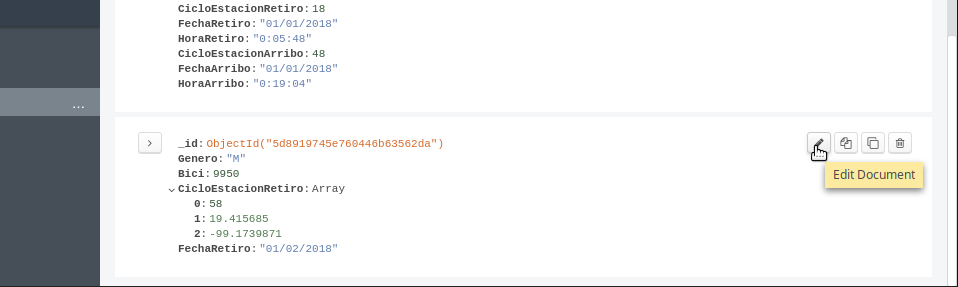 CicloEstacionRetiro: 18
FechaRetiro: "01/01/2018"
HoraRetiro: "0:05:48"
CicloEstacionArribo: 48
FechaArribo: "01/01/2018"
HoraArribo: "0:19:04"
...
_id: ObjectId("5d8919745e760446b63562da")
Genero: "M"
Bici: 9950
Edit Document
CicloEstacionRetiro: Array
0: 58
1: 19.415685
2: -99.1739871
FechaRetiro: "01/02/2018"